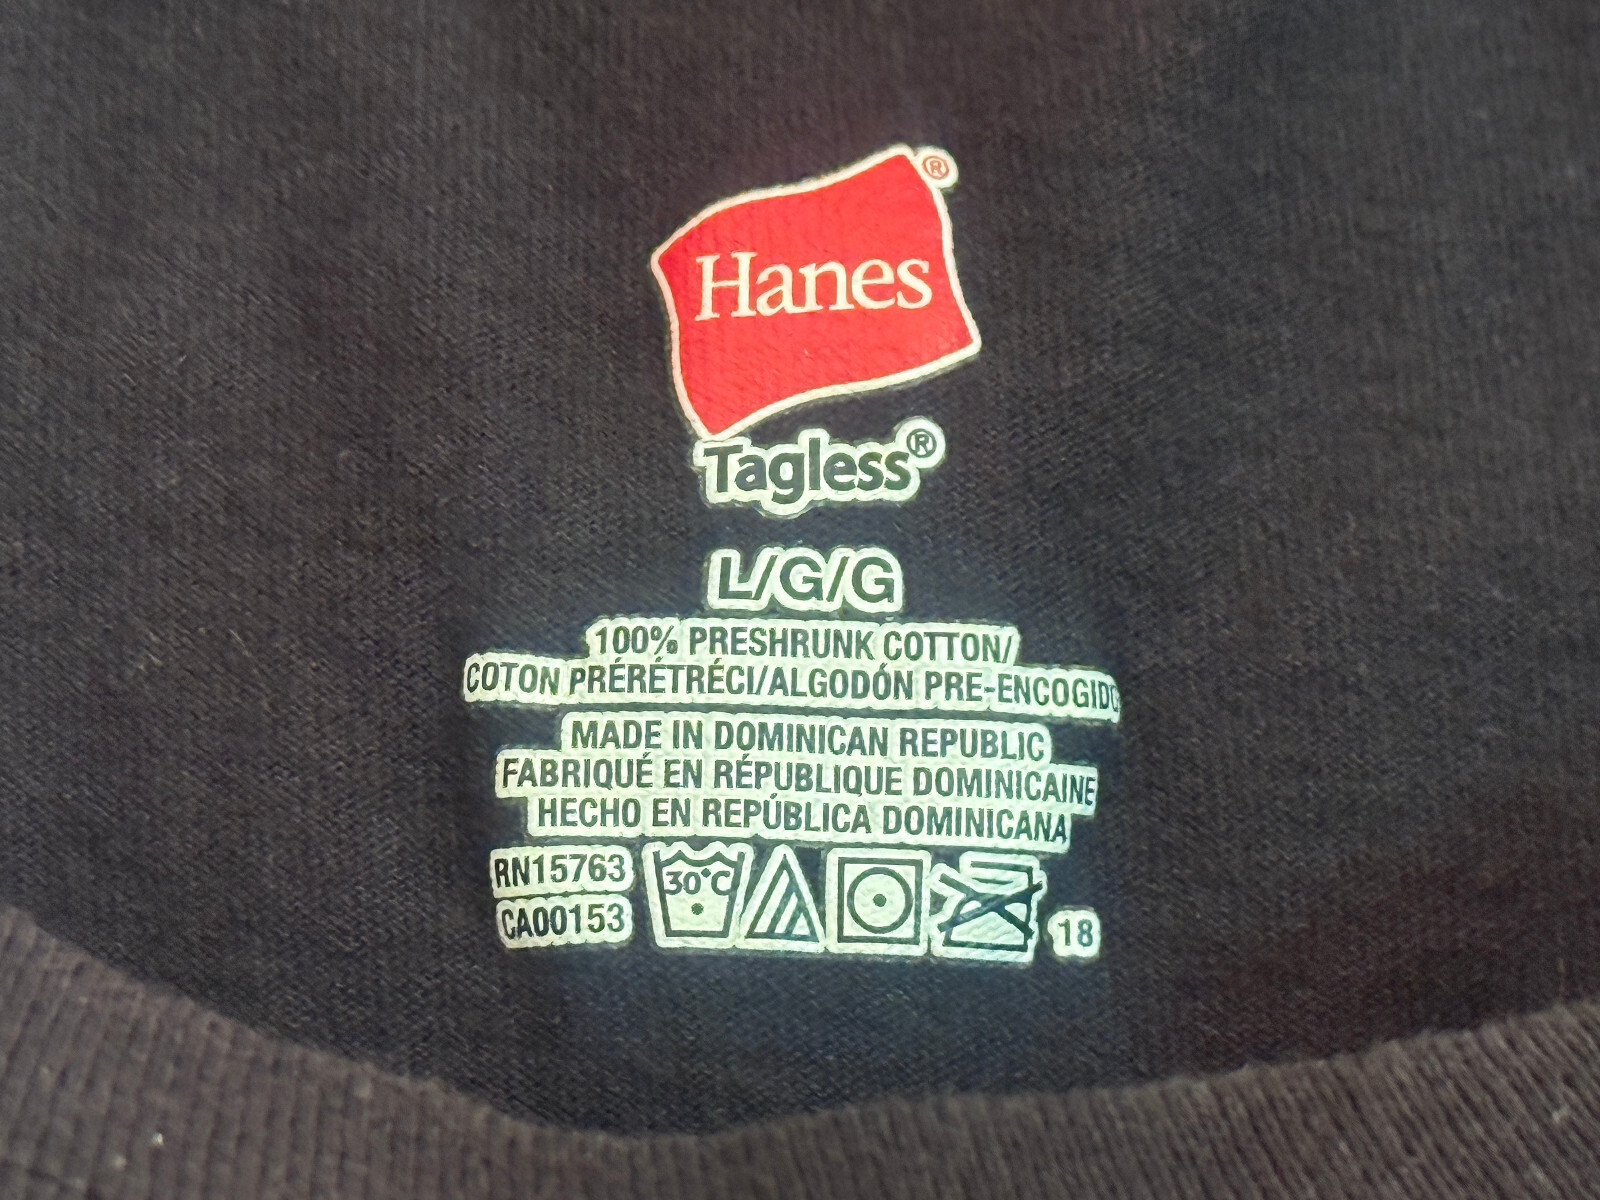 Hanes®
Tagless®
L/G/G
100% PRESHRUNK COTTON/
COTON PRÉRÉTRÉCI/ALGODÓN PRE-ENCOGIDO
MADE IN DOMINICAN REPUBLIC
FABRIQUÉ EN RÉPUBLIQUE DOMINICAINE
HECHO EN REPÚBLICA DOMINICANA
RN15763
CA00153
30°C
18